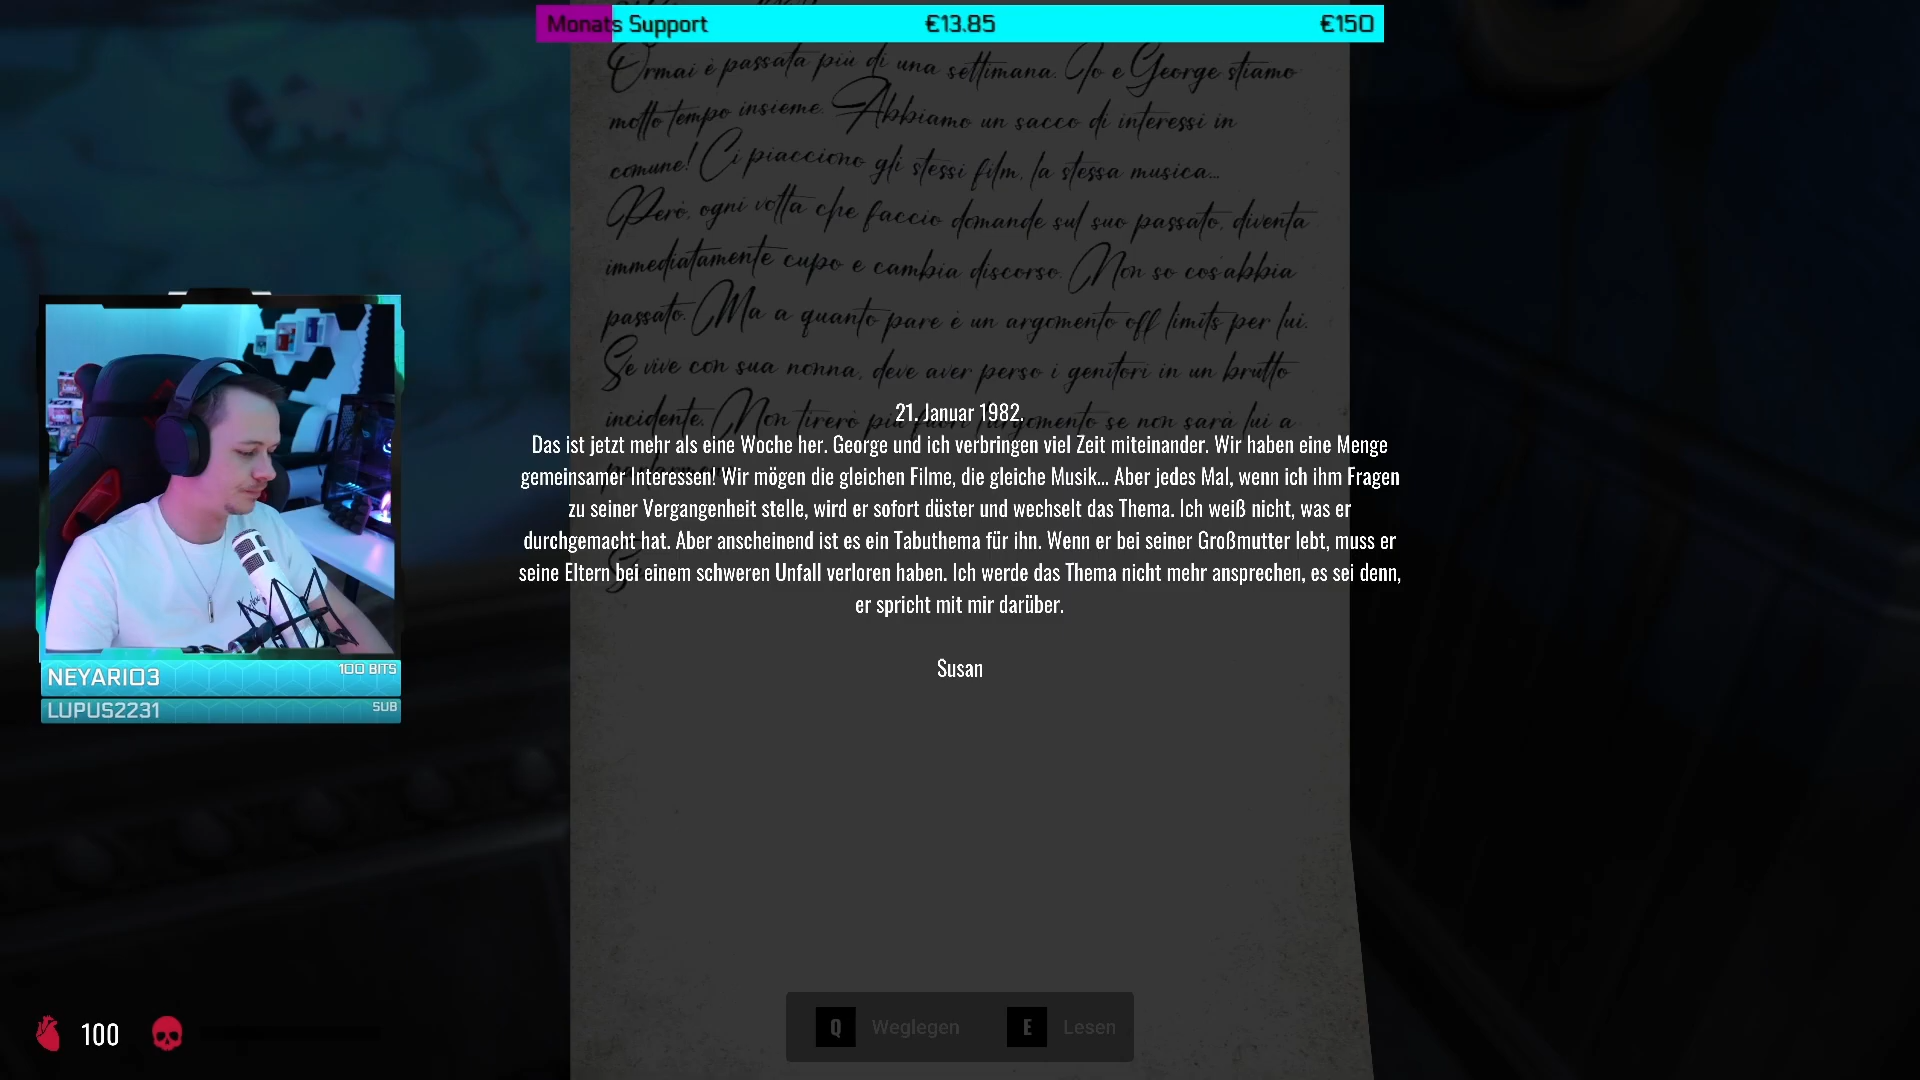 Monats Support €13.85 €150
Ormai è passata più di una settimana. Io e George stiamo
molto tempo insieme. Abbiamo un sacco di interessi in
comune! Ci piacciono gli stessi film, la stessa musica...
Però, ogni volta che faccio domande sul suo passato, diventa
immediatamente cupo e cambia discorso. Non so cos'abbia
passato. Ma a quanto pare è un argomento off limits per lui.
Se vive con sua nonna, deve aver perso i genitori in un brutto
incidente. Non tirerò più fuori l'argomento se non sarà lui a
21. Januar 1982.
Das ist jetzt mehr als eine Woche her. George und ich verbringen viel Zeit miteinander. Wir haben eine Menge
gemeinsamer Interessen! Wir mögen die gleichen Filme, die gleiche Musik... Aber jedes Mal, wenn ich ihm Fragen
zu seiner Vergangenheit stelle, wird er sofort düster und wechselt das Thema. Ich weiß nicht, was er
durchgemacht hat. Aber anscheinend ist es ein Tabuthema für ihn. Wenn er bei seiner Großmutter lebt, muss er
seine Eltern bei einem schweren Unfall verloren haben. Ich werde das Thema nicht mehr ansprechen, es sei denn,
er spricht mit mir darüber.
Susan
NEYARIO3 100 BITS
LUPUS2231 SUB
100
Q Weglegen E Lesen